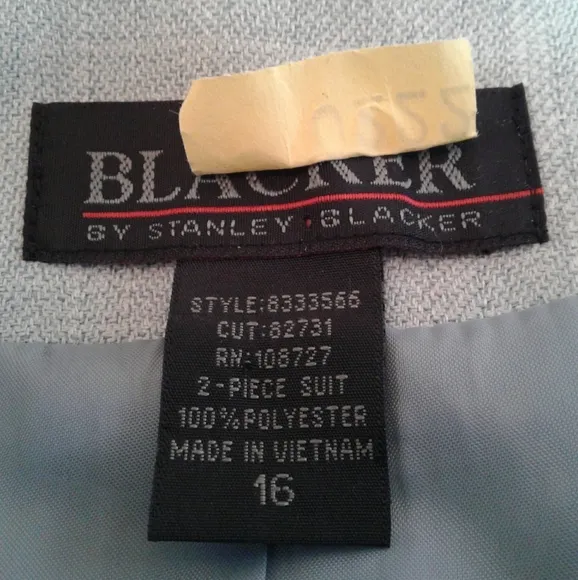 BLACKER
BY STANLEY BLACKER
STYLE:8333566
CUT:82731
RN:108727
2-PIECE SUIT
100%POLYESTER
MADE IN VIETNAM
16